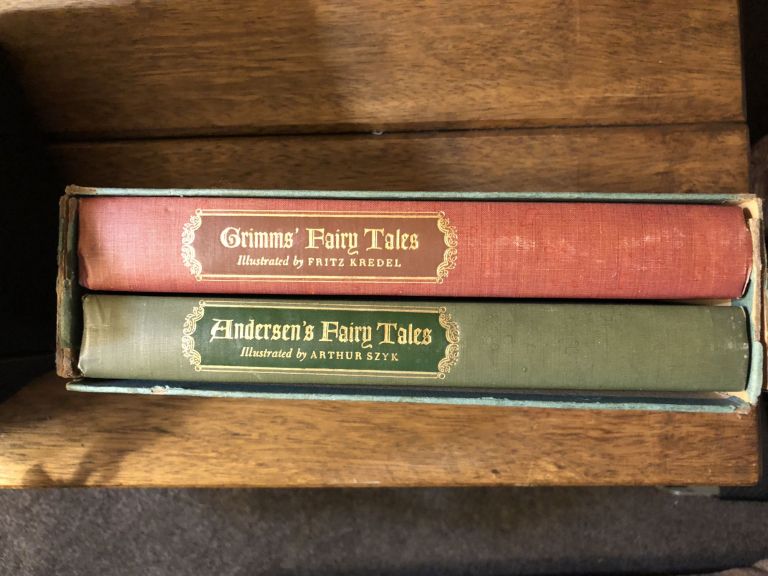 Grimms' Fairy Tales
Illustrated by FRITZ KREDEL
Andersen's Fairy Tales
Illustrated by ARTHUR SZYK